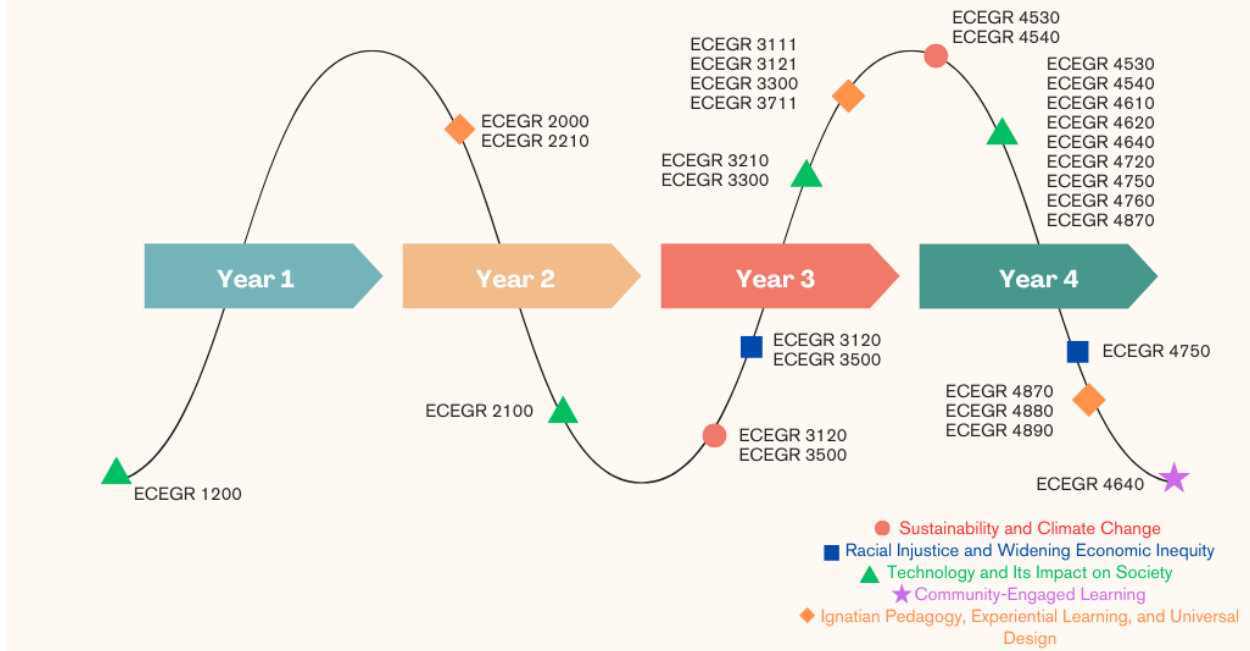 ECEGR 4530
ECEGR 4540
ECEGR 3111
ECEGR 3121
ECEGR 3300
ECEGR 3711
ECEGR 4530
ECEGR 4540
ECEGR 4610
ECEGR 4620
ECEGR 4640
ECEGR 4720
ECEGR 4750
ECEGR 4760
ECEGR 4870
ECEGR 2000
ECEGR 2210
ECEGR 3210
ECEGR 3300
Year 1
Year 2
Year 3
Year 4
ECEGR 3120
ECEGR 3500
ECEGR 4750
ECEGR 4870
ECEGR 4880
ECEGR 4890
ECEGR 2100
ECEGR 3120
ECEGR 3500
ECEGR 1200
ECEGR 4640
Sustainability and Climate Change
Racial Injustice and Widening Economic Inequity
Technology and Its Impact on Society
Community-Engaged Learning
Ignatian Pedagogy, Experiential Learning, and Universal
Design